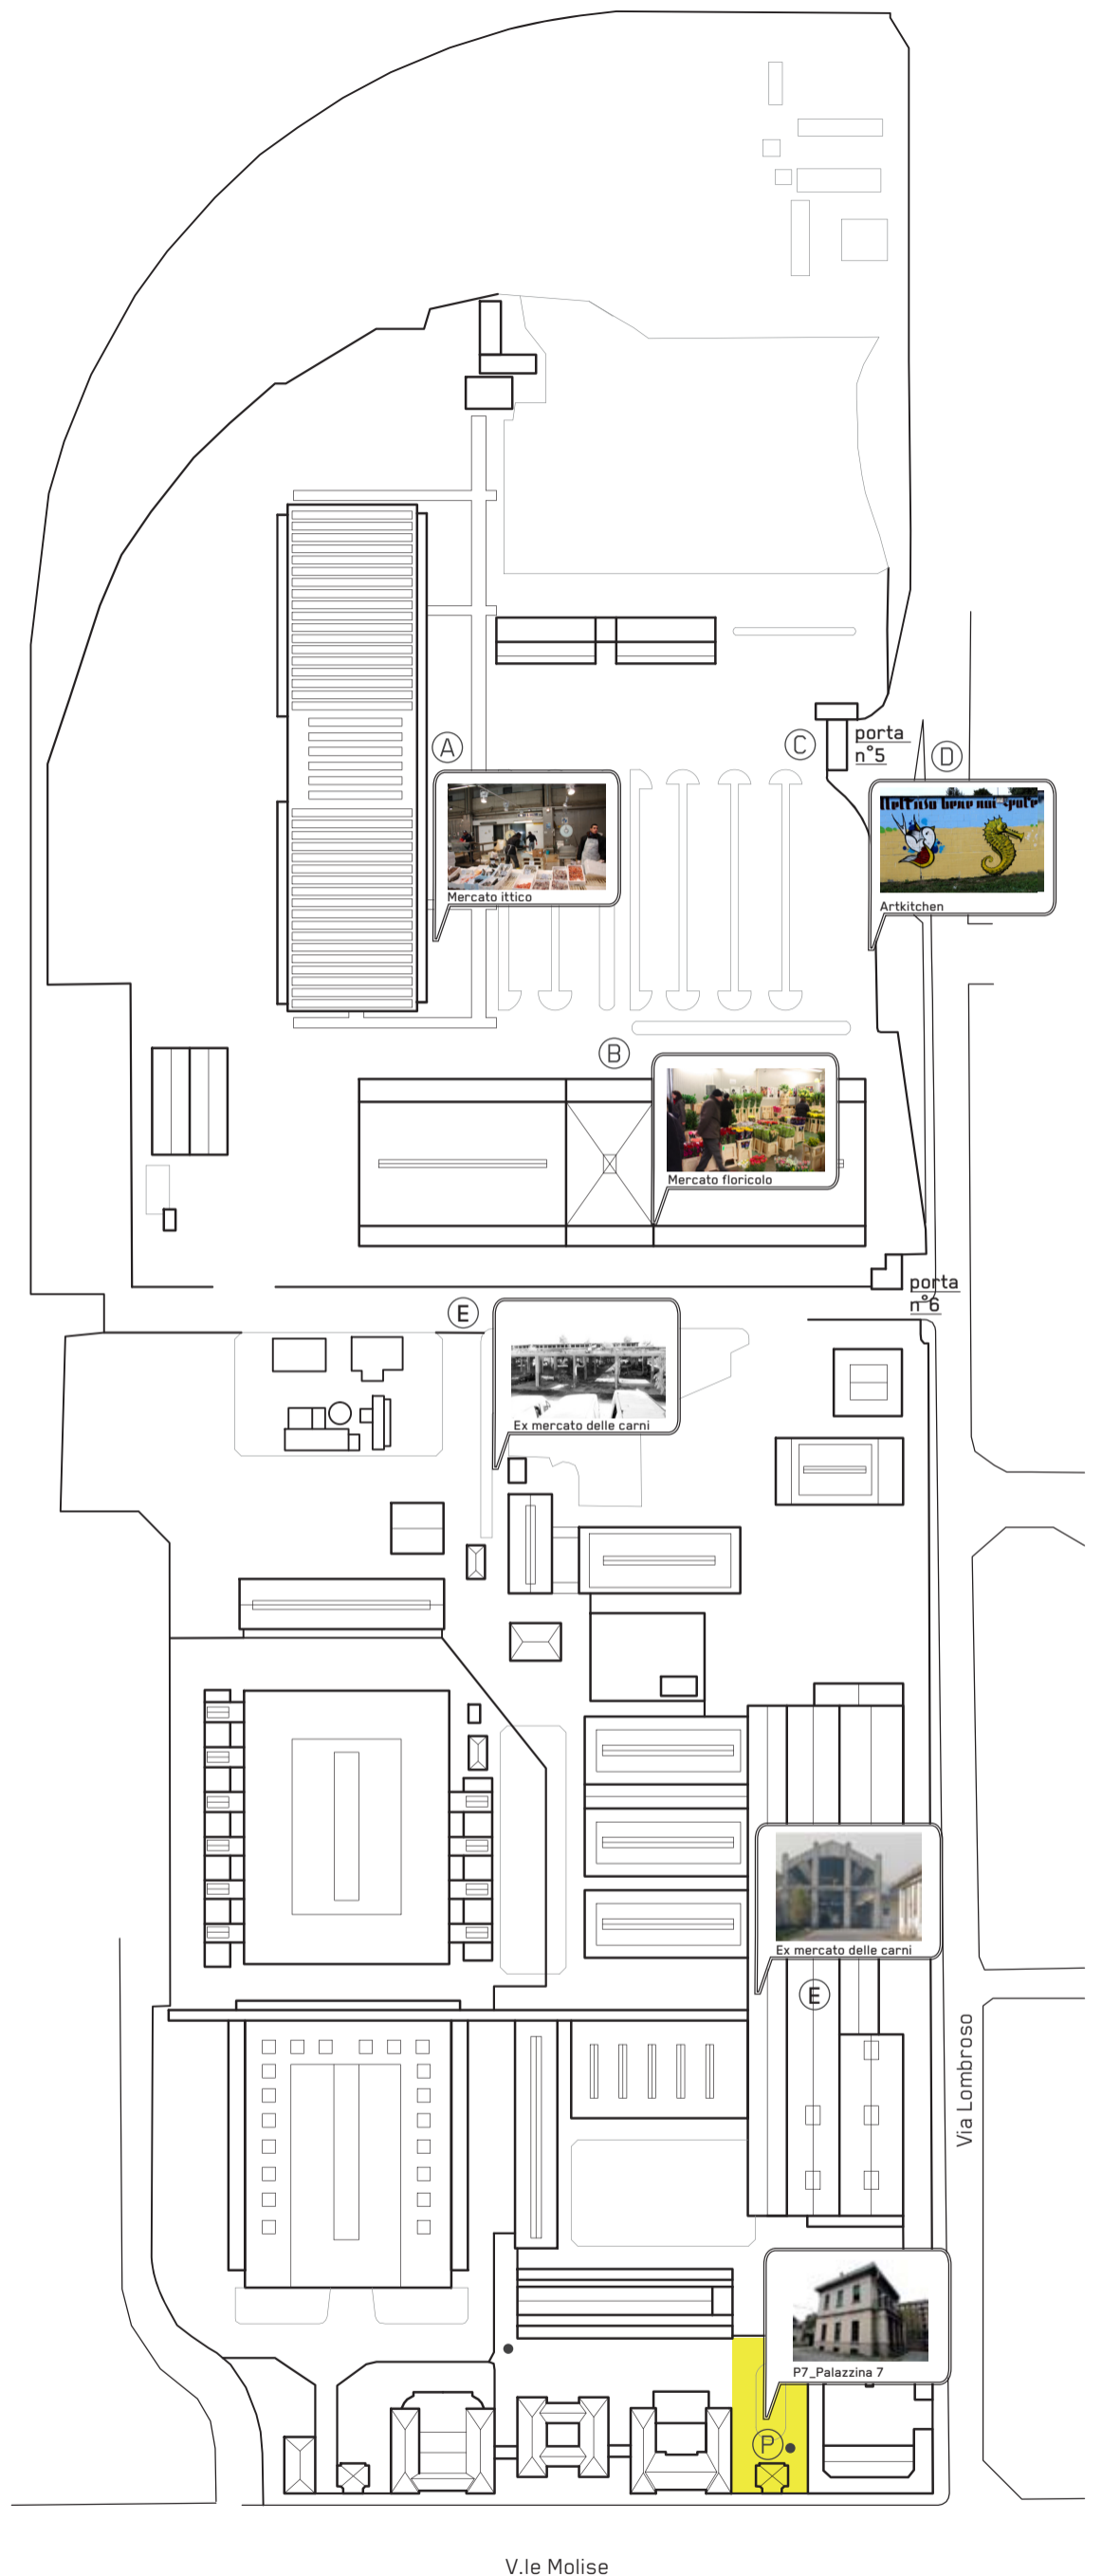 A
C
porta
n°5
D
Mercato ittico
Artkitchen
B
Mercato floricolo
porta
n°6
E
Ex mercato delle carni
Ex mercato delle carni
E
Via Lombroso
P7_Palazzina 7
P
V.le Molise